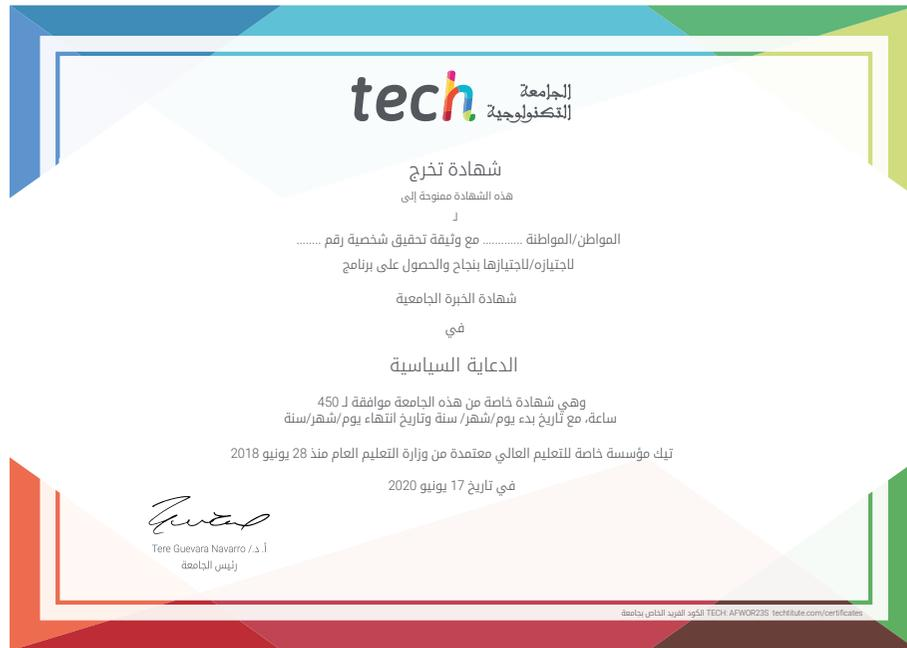 tech الجامعة
التكنولوجية
شهادة تخرج
هذه الشهادة ممنوحة إلى
لـ
المواطن/المواطنة ............. مع وثيقة تحقيق شخصية رقم ........
لاجتيازه/لاجتيازها بنجاح والحصول على برنامج
شهادة الخبرة الجامعية
في
الدعاية السياسية
وهي شهادة خاصة من هذه الجامعة موافقة لـ 450
ساعة، مع تاريخ بدء يوم/شهر/ سنة وتاريخ انتهاء يوم/شهر/سنة
تيك مؤسسة خاصة للتعليم العالي معتمدة من وزارة التعليم العام منذ 28 يونيو 2018
في تاريخ 17 يونيو 2020
أ.د./ Tere Guevara Navarro
رئيس الجامعة
الكود الفريد الخاص بجامعة TECH: AFWOR23S techtitute.com/certificates